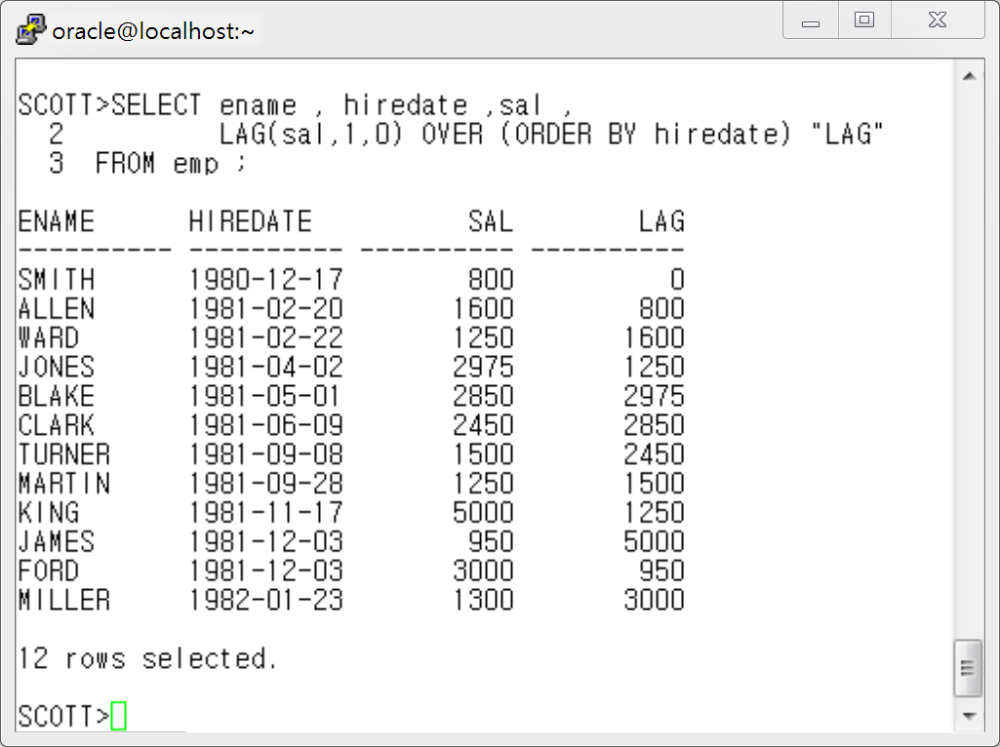 oracle@localhost:~
SCOTT>SELECT ename , hiredate ,sal ,
  2          LAG(sal,1,0) OVER (ORDER BY hiredate) "LAG"
  3  FROM emp ;
ENAME      HIREDATE          SAL        LAG
---------- ---------- ---------- ----------
SMITH      1980-12-17        800          0
ALLEN      1981-02-20       1600        800
WARD       1981-02-22       1250       1600
JONES      1981-04-02       2975       1250
BLAKE      1981-05-01       2850       2975
CLARK      1981-06-09       2450       2850
TURNER     1981-09-08       1500       2450
MARTIN     1981-09-28       1250       1500
KING       1981-11-17       5000       1250
JAMES      1981-12-03        950       5000
FORD       1981-12-03       3000        950
MILLER     1982-01-23       1300       3000
12 rows selected.
SCOTT>